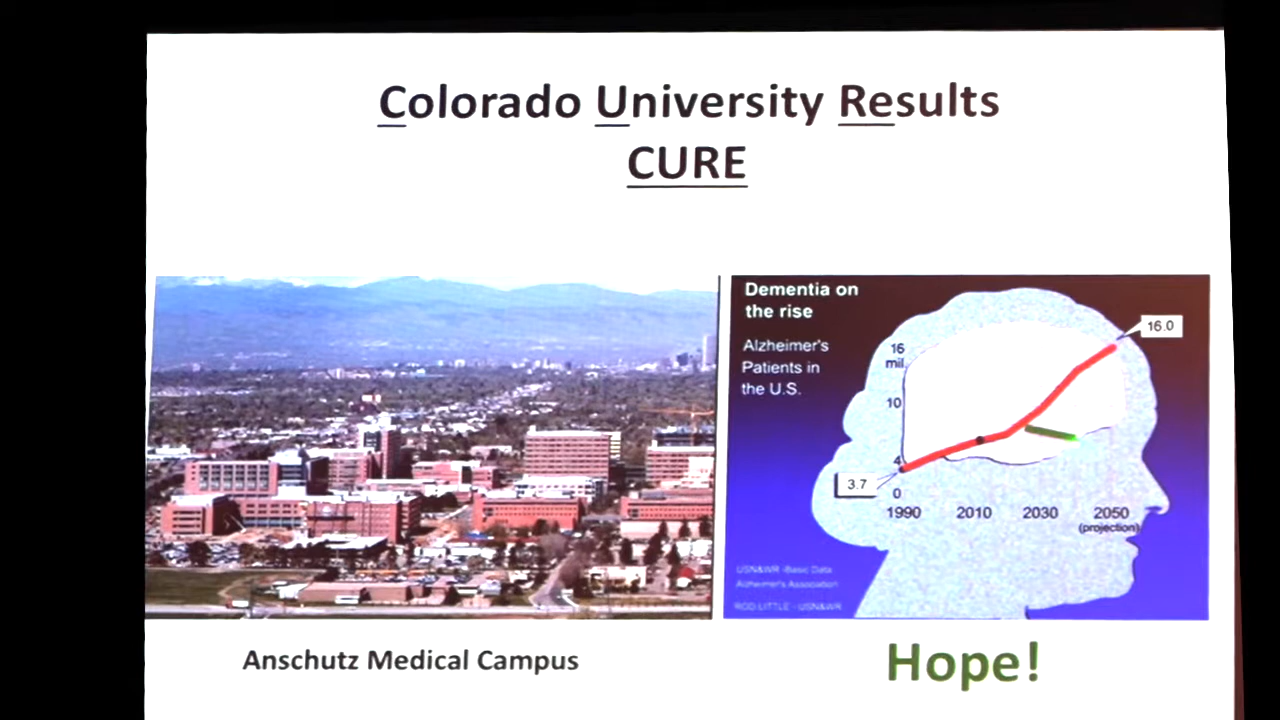 Colorado University Results
CURE
Dementia on
the rise
Alzheimer's
Patients in
the U.S.
16
mil.
10
4
0
3.7
16.0
1990 2010 2030 2050
(projection)
USN&WR -Basic Data
Alzheimer's Association
ROD LITTLE - USN&WR
Anschutz Medical Campus
Hope!